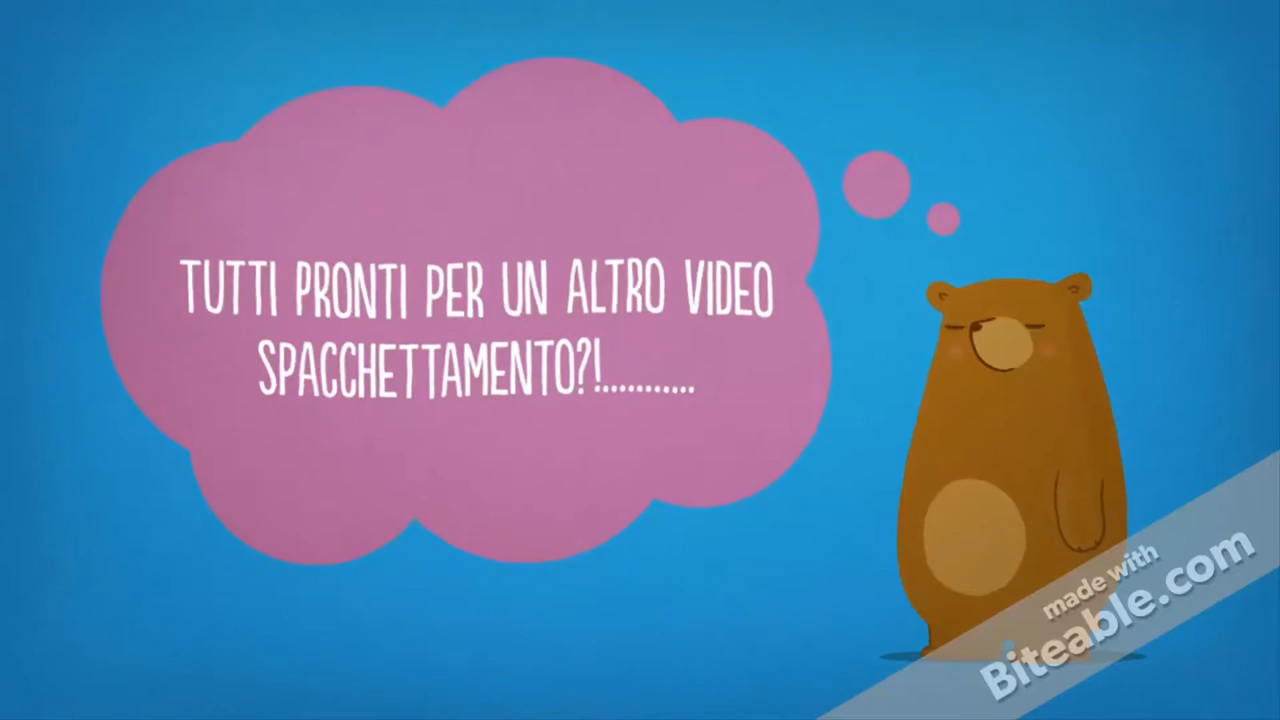 TUTTI PRONTI PER UN ALTRO VIDEO
SPACCHETTAMENTO?!...........
made with
Biteable.com